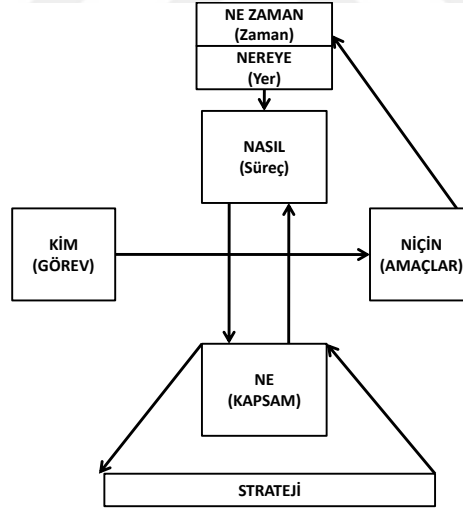 NE ZAMAN
(Zaman)
NEREYE
(Yer)
NASIL
(Süreç)
KİM
(GÖREV)
NİÇİN
(AMAÇLAR)
NE
(KAPSAM)
STRATEJİ